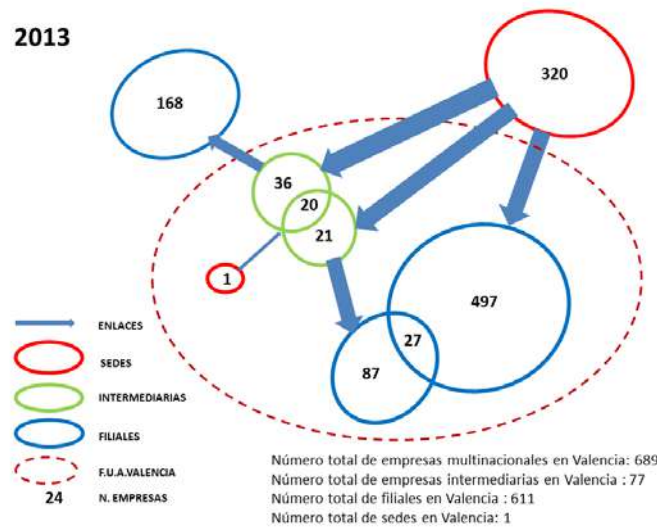 2013
320
168
36
20
21
1
497
27
87
ENLACES
SEDES
INTERMEDIARIAS
FILIALES
F.U.A.VALENCIA
24 N. EMPRESAS
Número total de empresas multinacionales en Valencia: 689
Número total de empresas intermediarias en Valencia : 77
Número total de filiales en Valencia : 611
Número total de sedes en Valencia: 1